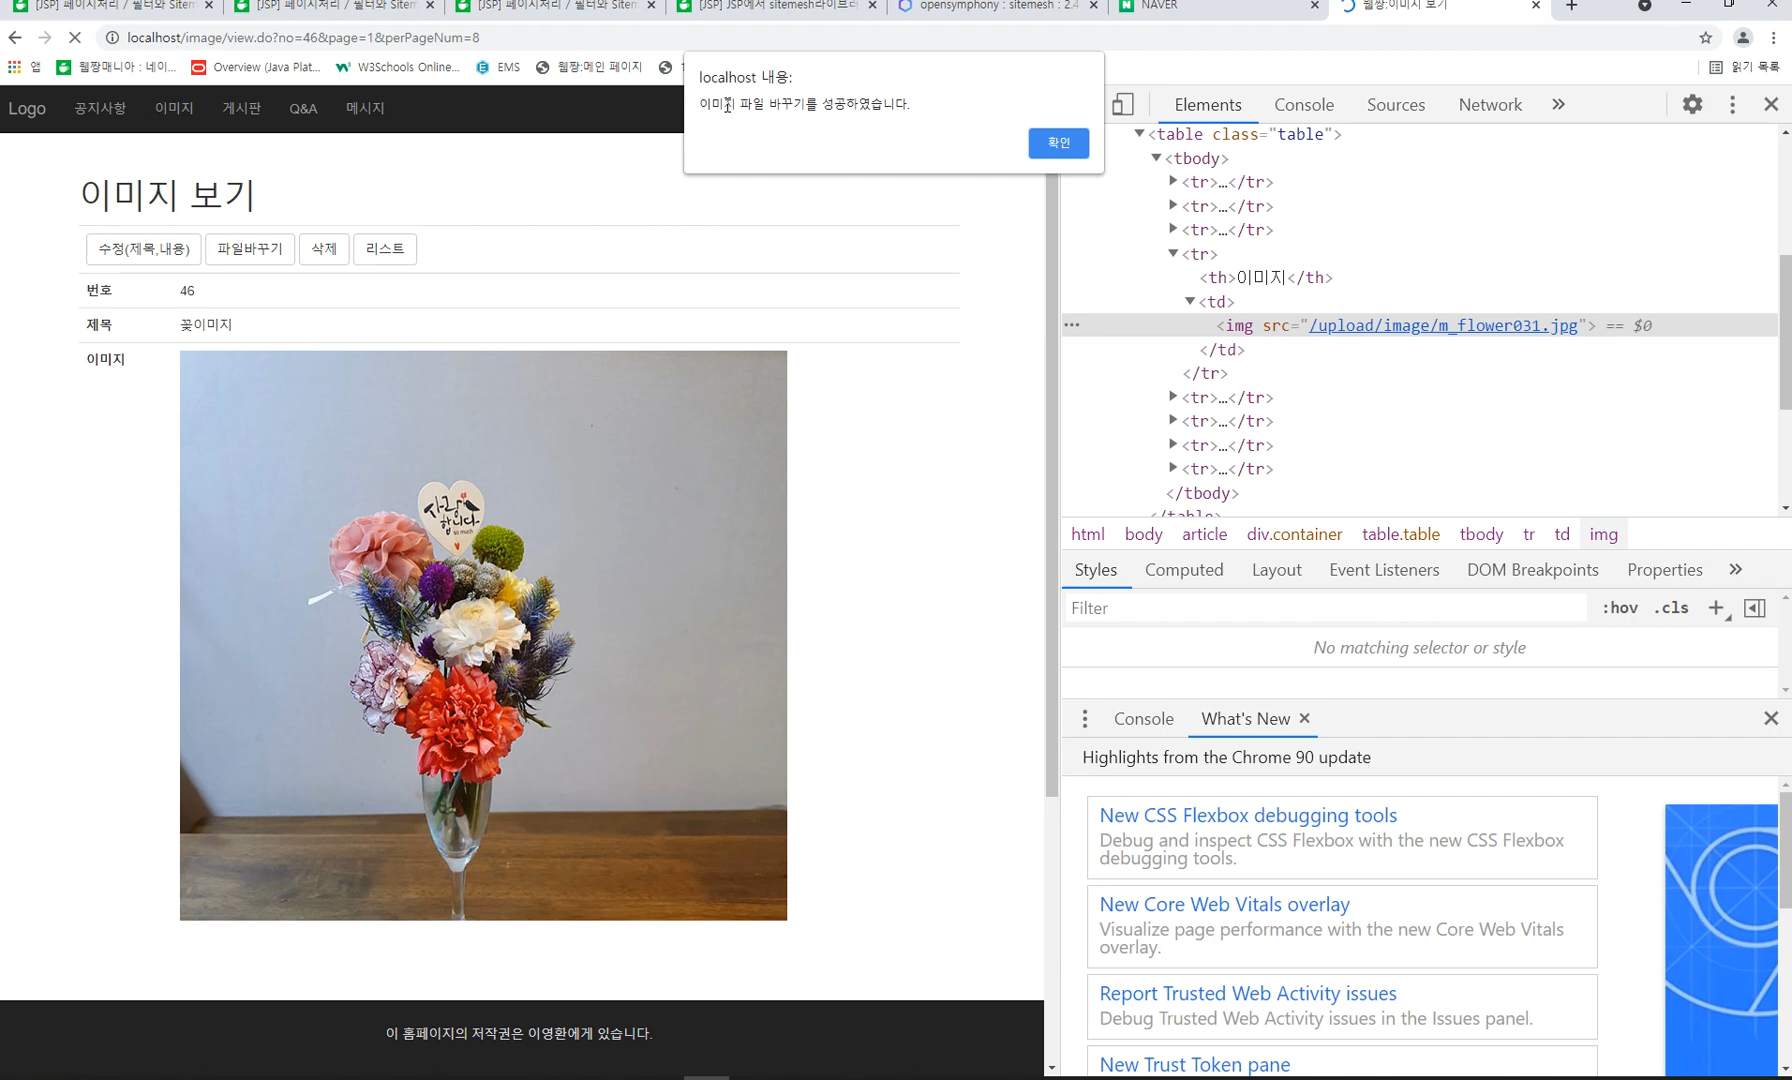 [JSP] 페이지처리 / 필터와 Sitem
[JSP] 페이지처리 / 필터와 Sitem
[JSP] 페이지처리 / 필터와 Sitem
[JSP] JSP에서 sitemesh라이브러
opensymphony : sitemesh : 2.4
NAVER
웹짱:이미지 보기
localhost/image/view.do?no=46&page=1&perPageNum=8
앱
웹짱매니아 : 네이...
Overview (Java Plat...
W3Schools Online...
EMS
웹짱:메인 페이지
읽기 목록
localhost 내용:
이미지 파일 바꾸기를 성공하였습니다.
확인
Logo
공지사항
이미지
게시판
Q&A
메시지
이미지 보기
수정(제목,내용)
파일바꾸기
삭제
리스트
번호 46
제목 꽃이미지
이미지
사랑
합니다
so much
이 홈페이지의 저작권은 이영환에게 있습니다.
Elements
Console
Sources
Network
<table class="table">
<tbody>
<tr>…</tr>
<tr>…</tr>
<tr>…</tr>
<tr>
<th>이미지</th>
<td>
<img src="/upload/image/m_flower031.jpg"> == $0
</td>
</tr>
<tr>…</tr>
<tr>…</tr>
<tr>…</tr>
<tr>…</tr>
</tbody>
</table>
html body article div.container table.table tbody tr td img
Styles
Computed
Layout
Event Listeners
DOM Breakpoints
Properties
Filter
:hov
.cls
No matching selector or style
Console
What's New
Highlights from the Chrome 90 update
New CSS Flexbox debugging tools
Debug and inspect CSS Flexbox with the new CSS Flexbox
debugging tools.
New Core Web Vitals overlay
Visualize page performance with the new Core Web Vitals
overlay.
Report Trusted Web Activity issues
Debug Trusted Web Activity issues in the Issues panel.
New Trust Token pane